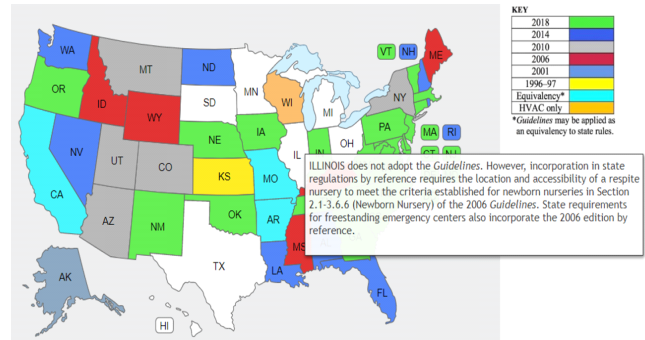 KEY
2018
2014
2010
2006
2001
1996–97
Equivalency*
HVAC only
*Guidelines may be applied as
an equivalency to state rules.
WA
MT
ND
MN
VT
NH
ME
OR
ID
WY
SD
WI
MI
NY
NE
IA
PA
MA
RI
NV
UT
CO
KS
MO
IL
IN
OH
CT
NJ
CA
AZ
NM
OK
AR
MS
TX
LA
FL
AK
HI
ILLINOIS does not adopt the Guidelines. However, incorporation in state
regulations by reference requires the location and accessibility of a respite
nursery to meet the criteria established for newborn nurseries in Section
2.1-3.6.6 (Newborn Nursery) of the 2006 Guidelines. State requirements
for freestanding emergency centers also incorporate the 2006 edition by
reference.